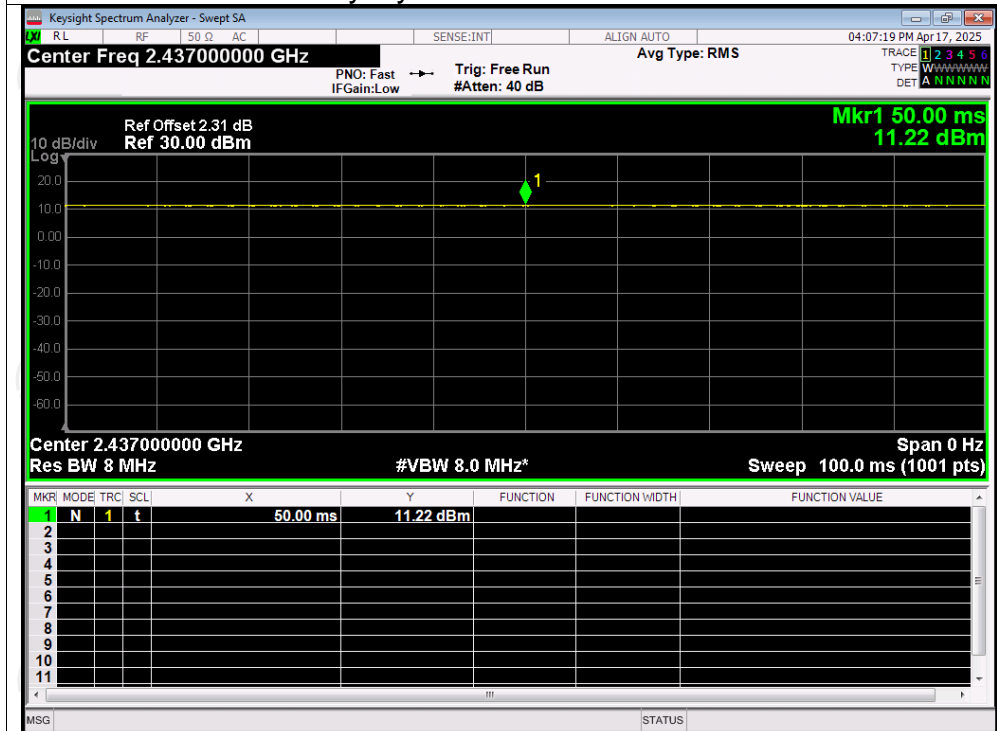 Keysight Spectrum Analyzer - Swept SA
LXI RL RF 50 Ω AC SENSE:INT ALIGN AUTO 04:07:19 PM Apr 17, 2025
Center Freq 2.437000000 GHz Avg Type: RMS TRACE 1 2 3 4 5 6
PNO: Fast Trig: Free Run TYPE WWWWWW
IFGain:Low #Atten: 40 dB DET A N N N N N
Mkr1 50.00 ms
Ref Offset 2.31 dB
10 dB/div Ref 30.00 dBm 11.22 dBm
Log
1
20.0
10.0
0.00
-10.0
-20.0
-30.0
-40.0
-50.0
-60.0
Center 2.437000000 GHz Span 0 Hz
Res BW 8 MHz #VBW 8.0 MHz* Sweep 100.0 ms (1001 pts)
MKR MODE TRC SCL X Y FUNCTION FUNCTION WIDTH FUNCTION VALUE
1 N 1 t 50.00 ms 11.22 dBm
2
3
4
5
6
7
8
9
10
11
MSG STATUS